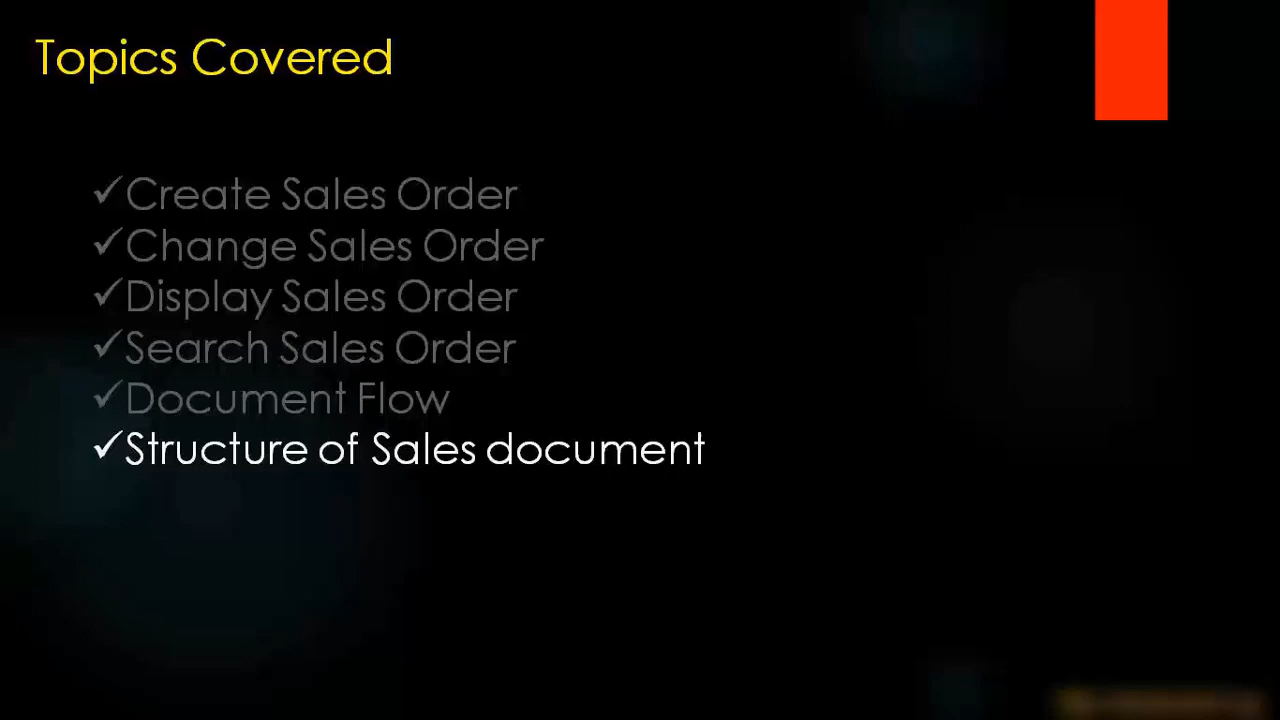 Topics Covered
✓Create Sales Order
✓Change Sales Order
✓Display Sales Order
✓Search Sales Order
✓Document Flow
✓Structure of Sales document